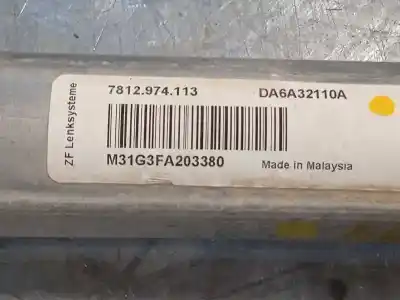 ZF Lenksysteme
7812.974.113 DA6A32110A
M31G3FA203380 Made in Malaysia